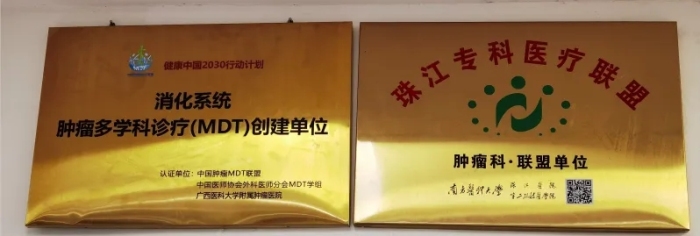 健康中国2030行动计划
消化系统
肿瘤多学科诊疗(MDT)创建单位
认证单位：中国肿瘤MDT联盟
中国医师协会外科医师分会MDT学组
广西医科大学附属肿瘤医院
珠江专科医疗联盟
肿瘤科·联盟单位
南方医科大学
珠江医院